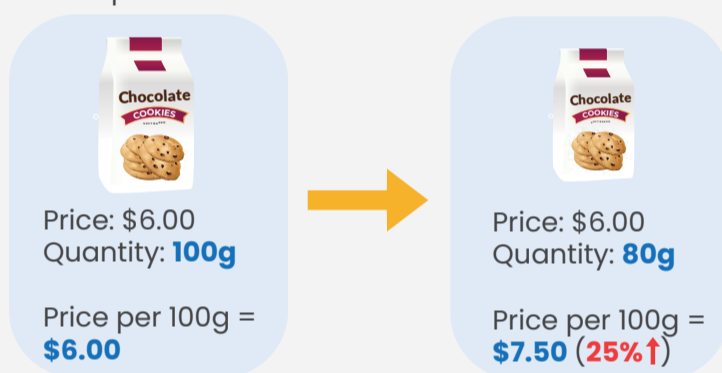 Chocolate
COOKIES
Price: $6.00
Quantity: 100g
Price per 100g =
$6.00
Chocolate
COOKIES
Price: $6.00
Quantity: 80g
Price per 100g =
$7.50 (25%↑)